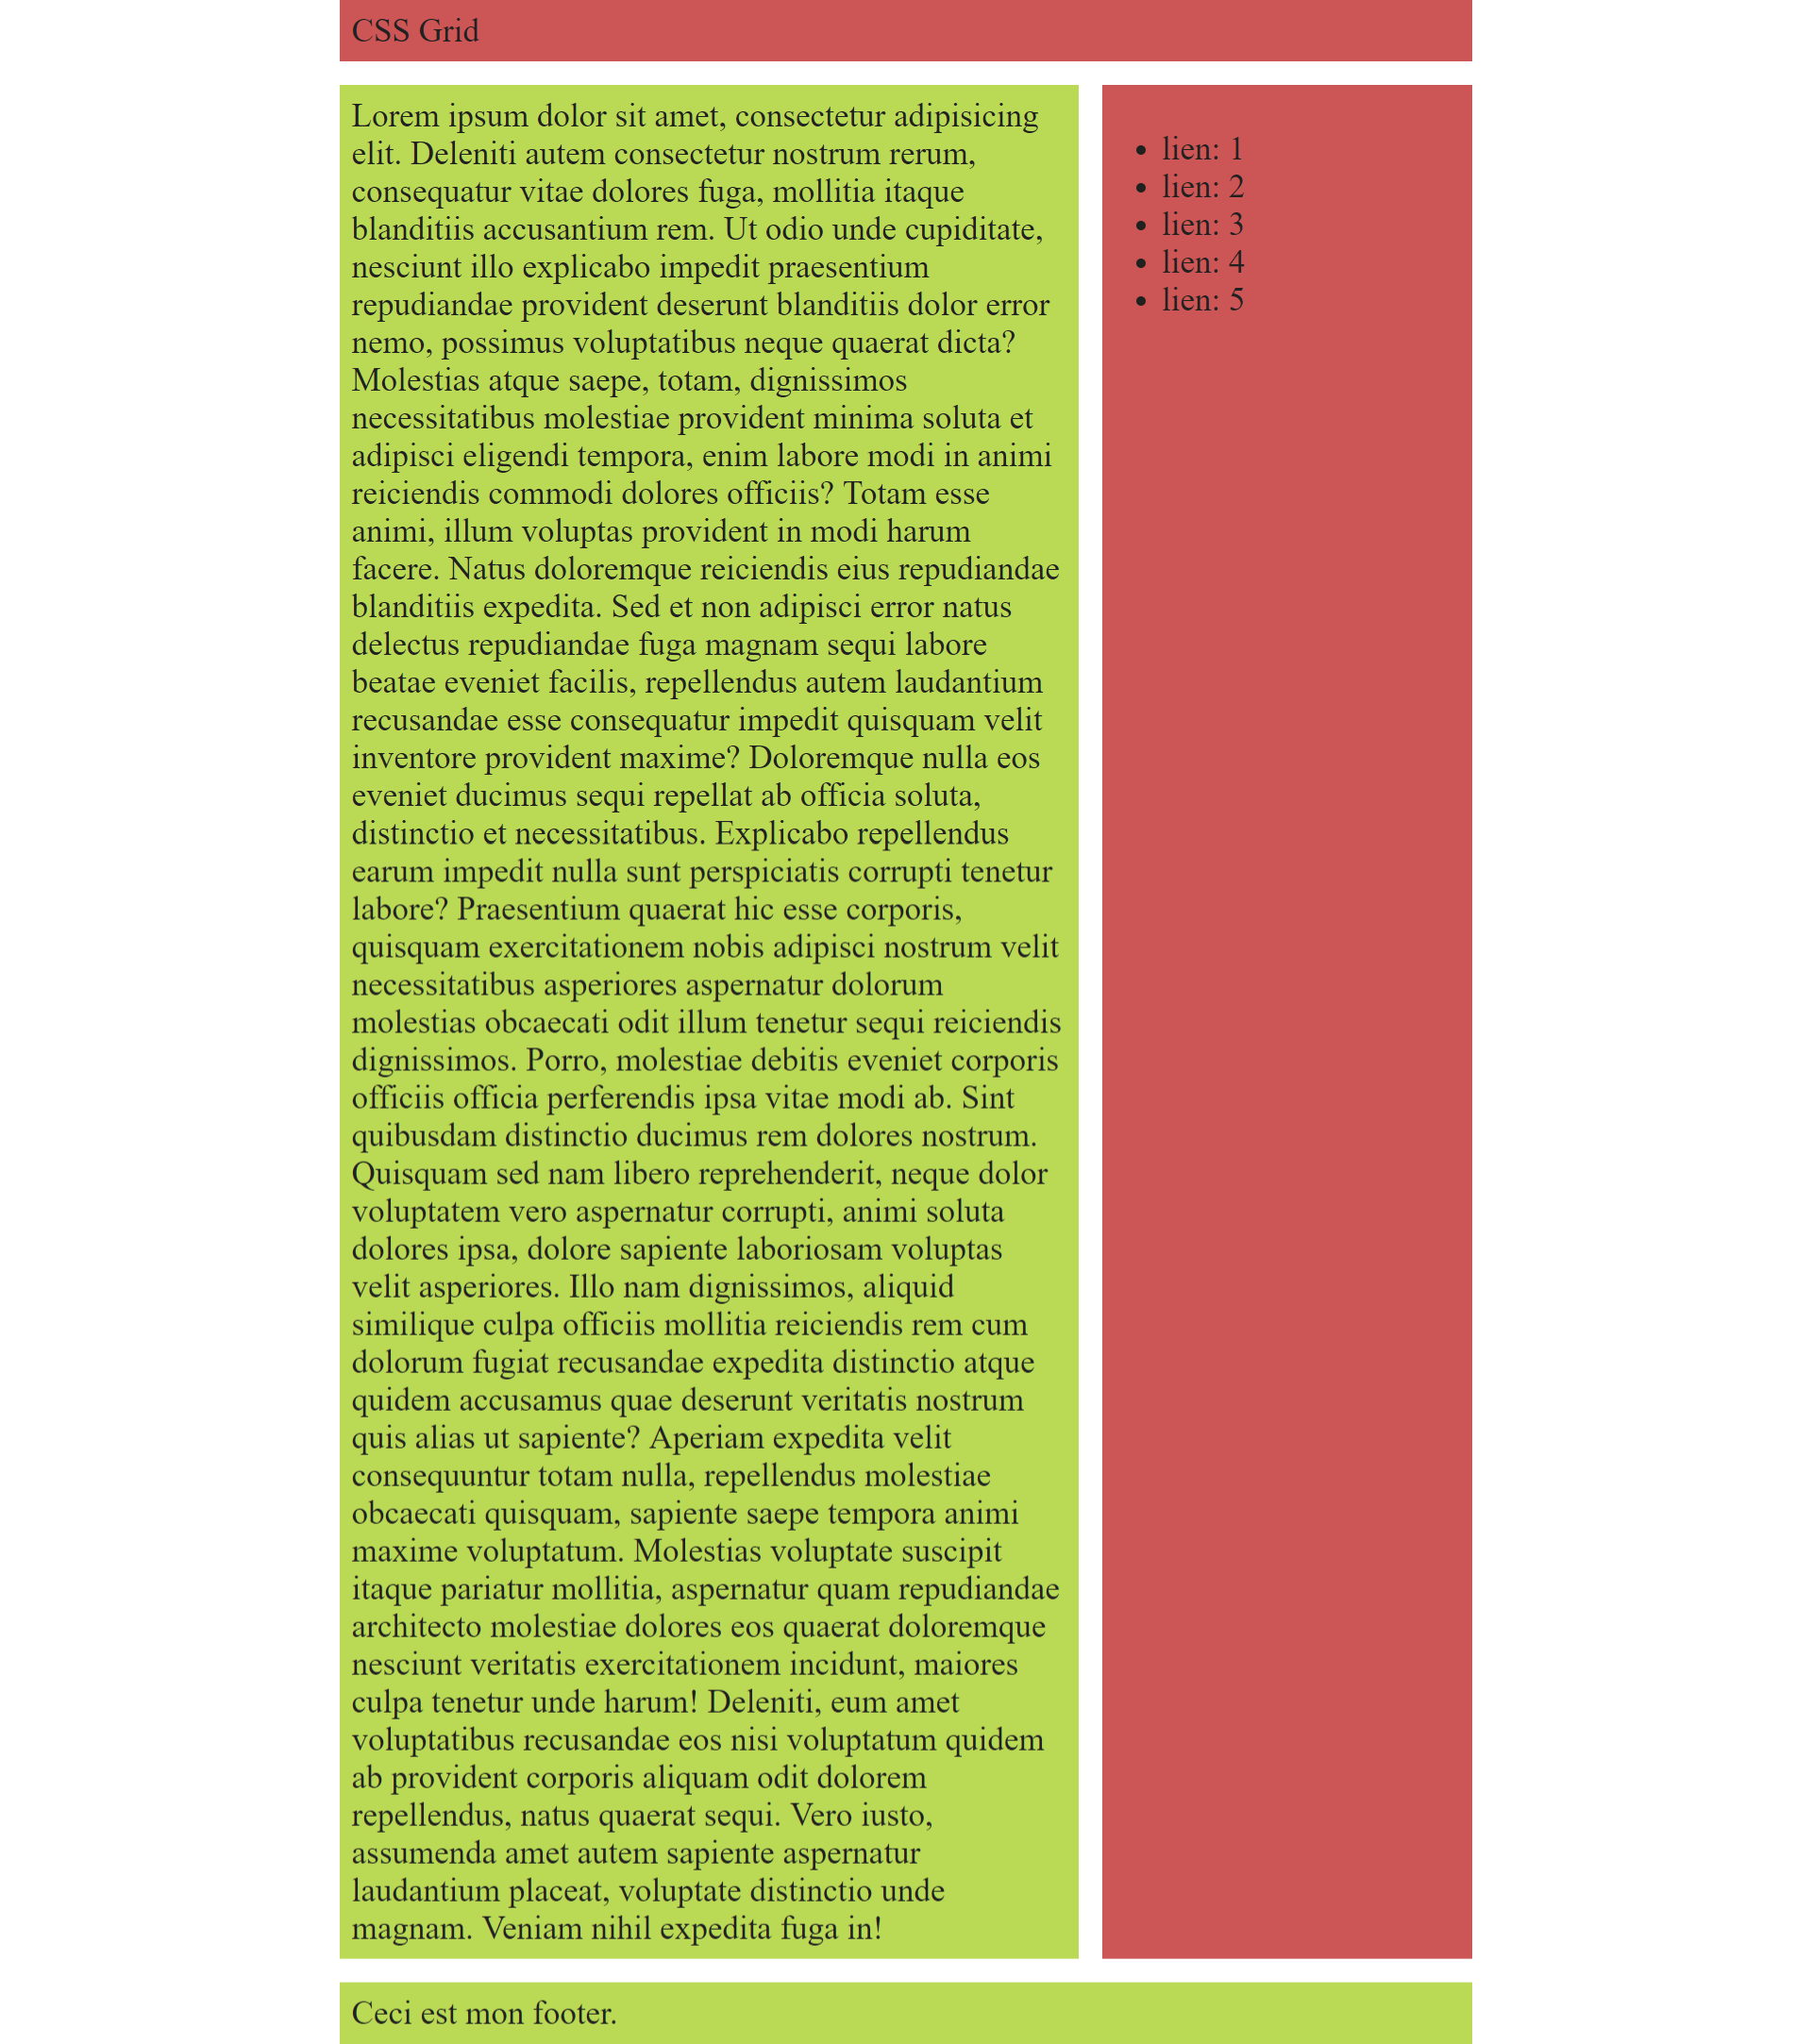 CSS Grid
Lorem ipsum dolor sit amet, consectetur adipisicing
elit. Deleniti autem consectetur nostrum rerum,
consequatur vitae dolores fuga, mollitia itaque
blanditiis accusantium rem. Ut odio unde cupiditate,
nesciunt illo explicabo impedit praesentium
repudiandae provident deserunt blanditiis dolor error
nemo, possimus voluptatibus neque quaerat dicta?
Molestias atque saepe, totam, dignissimos
necessitatibus molestiae provident minima soluta et
adipisci eligendi tempora, enim labore modi in animi
reiciendis commodi dolores officiis? Totam esse
animi, illum voluptas provident in modi harum
facere. Natus doloremque reiciendis eius repudiandae
blanditiis expedita. Sed et non adipisci error natus
delectus repudiandae fuga magnam sequi labore
beatae eveniet facilis, repellendus autem laudantium
recusandae esse consequatur impedit quisquam velit
inventore provident maxime? Doloremque nulla eos
eveniet ducimus sequi repellat ab officia soluta,
distinctio et necessitatibus. Explicabo repellendus
earum impedit nulla sunt perspiciatis corrupti tenetur
labore? Praesentium quaerat hic esse corporis,
quisquam exercitationem nobis adipisci nostrum velit
necessitatibus asperiores aspernatur dolorum
molestias obcaecati odit illum tenetur sequi reiciendis
dignissimos. Porro, molestiae debitis eveniet corporis
officiis officia perferendis ipsa vitae modi ab. Sint
quibusdam distinctio ducimus rem dolores nostrum.
Quisquam sed nam libero reprehenderit, neque dolor
voluptatem vero aspernatur corrupti, animi soluta
dolores ipsa, dolore sapiente laboriosam voluptas
velit asperiores. Illo nam dignissimos, aliquid
similique culpa officiis mollitia reiciendis rem cum
dolorum fugiat recusandae expedita distinctio atque
quidem accusamus quae deserunt veritatis nostrum
quis alias ut sapiente? Aperiam expedita velit
consequuntur totam nulla, repellendus molestiae
obcaecati quisquam, sapiente saepe tempora animi
maxime voluptatum. Molestias voluptate suscipit
itaque pariatur mollitia, aspernatur quam repudiandae
architecto molestiae dolores eos quaerat doloremque
nesciunt veritatis exercitationem incidunt, maiores
culpa tenetur unde harum! Deleniti, eum amet
voluptatibus recusandae eos nisi voluptatum quidem
ab provident corporis aliquam odit dolorem
repellendus, natus quaerat sequi. Vero iusto,
assumenda amet autem sapiente aspernatur
laudantium placeat, voluptate distinctio unde
magnam. Veniam nihil expedita fuga in!
• lien: 1
• lien: 2
• lien: 3
• lien: 4
• lien: 5
Ceci est mon footer.